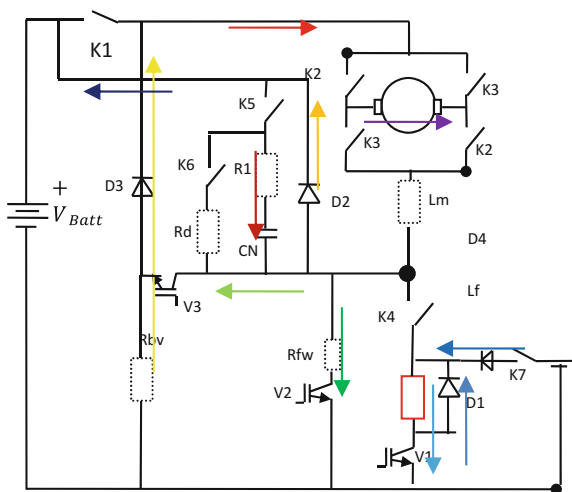 K1
K2
K3
K5
K3
K2
K6
R1
D3
D2
Lm
+
V_Batt
Rd
CN
D4
V3
Lf
K4
Rbv
Rfw
K7
V2
D1
V1